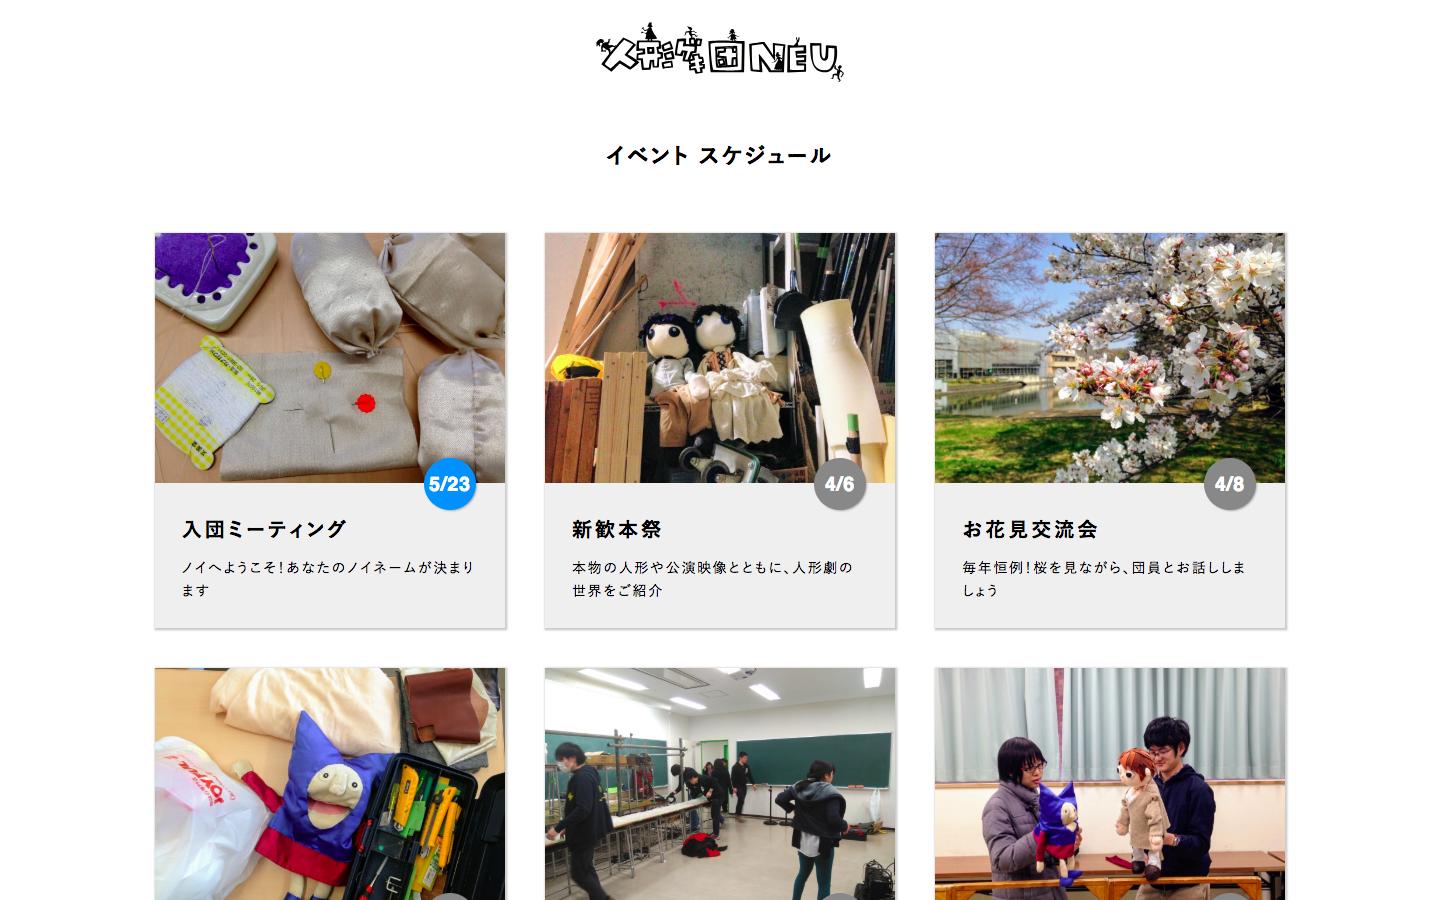 人形ゲキ団NEU
イベント スケジュール
5/23
4/6
4/8
入団ミーティング
ノイへようこそ！あなたのノイネームが決まり
ます
新歓本祭
本物の人形や公演映像とともに、人形劇の
世界をご紹介
お花見交流会
毎年恒例！桜を見ながら、団員とお話ししま
しょう